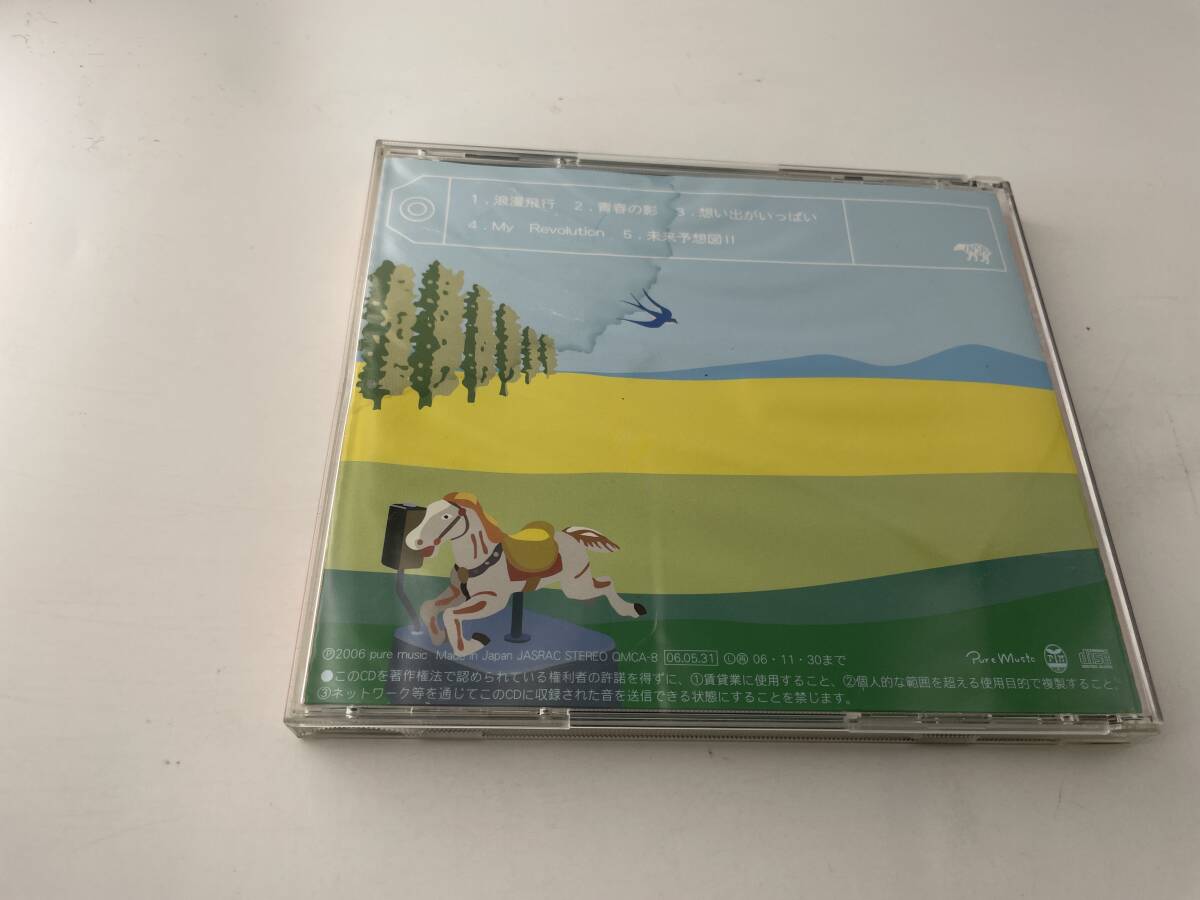 1.浪漫飛行 2.青春の影 3.想い出がいっぱい
4.My Revolution 5.未来予想図II
Ⓟ2006 pure music Made in Japan JASRAC STEREO QMCA-8 06.05.31 Ⓛ 06・11・30まで
Pure Music
●このCDを著作権法で認められている権利者の許諾を得ずに、①賃貸業に使用すること、②個人的な範囲を超える使用目的で複製すること、
③ネットワーク等を通じてこのCDに収録された音を送信できる状態にすることを禁じます。